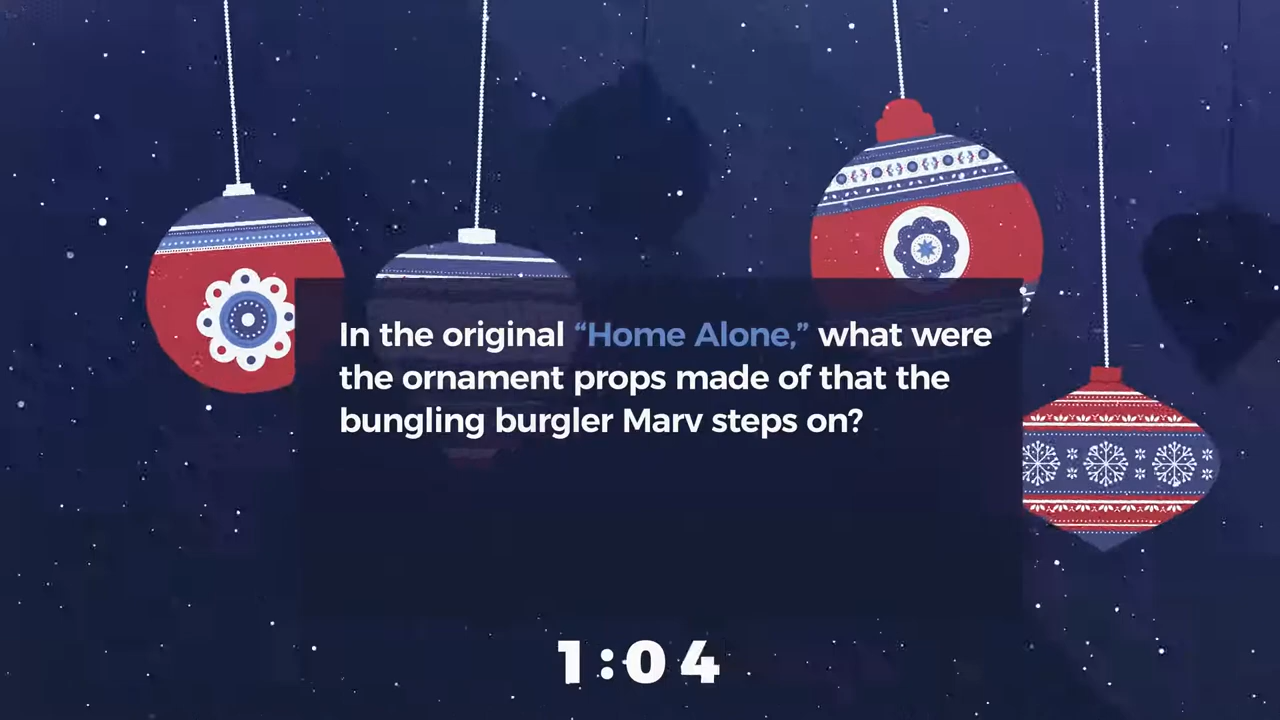 In the original “Home Alone,” what were
the ornament props made of that the
bungling burgler Marv steps on?
1:04